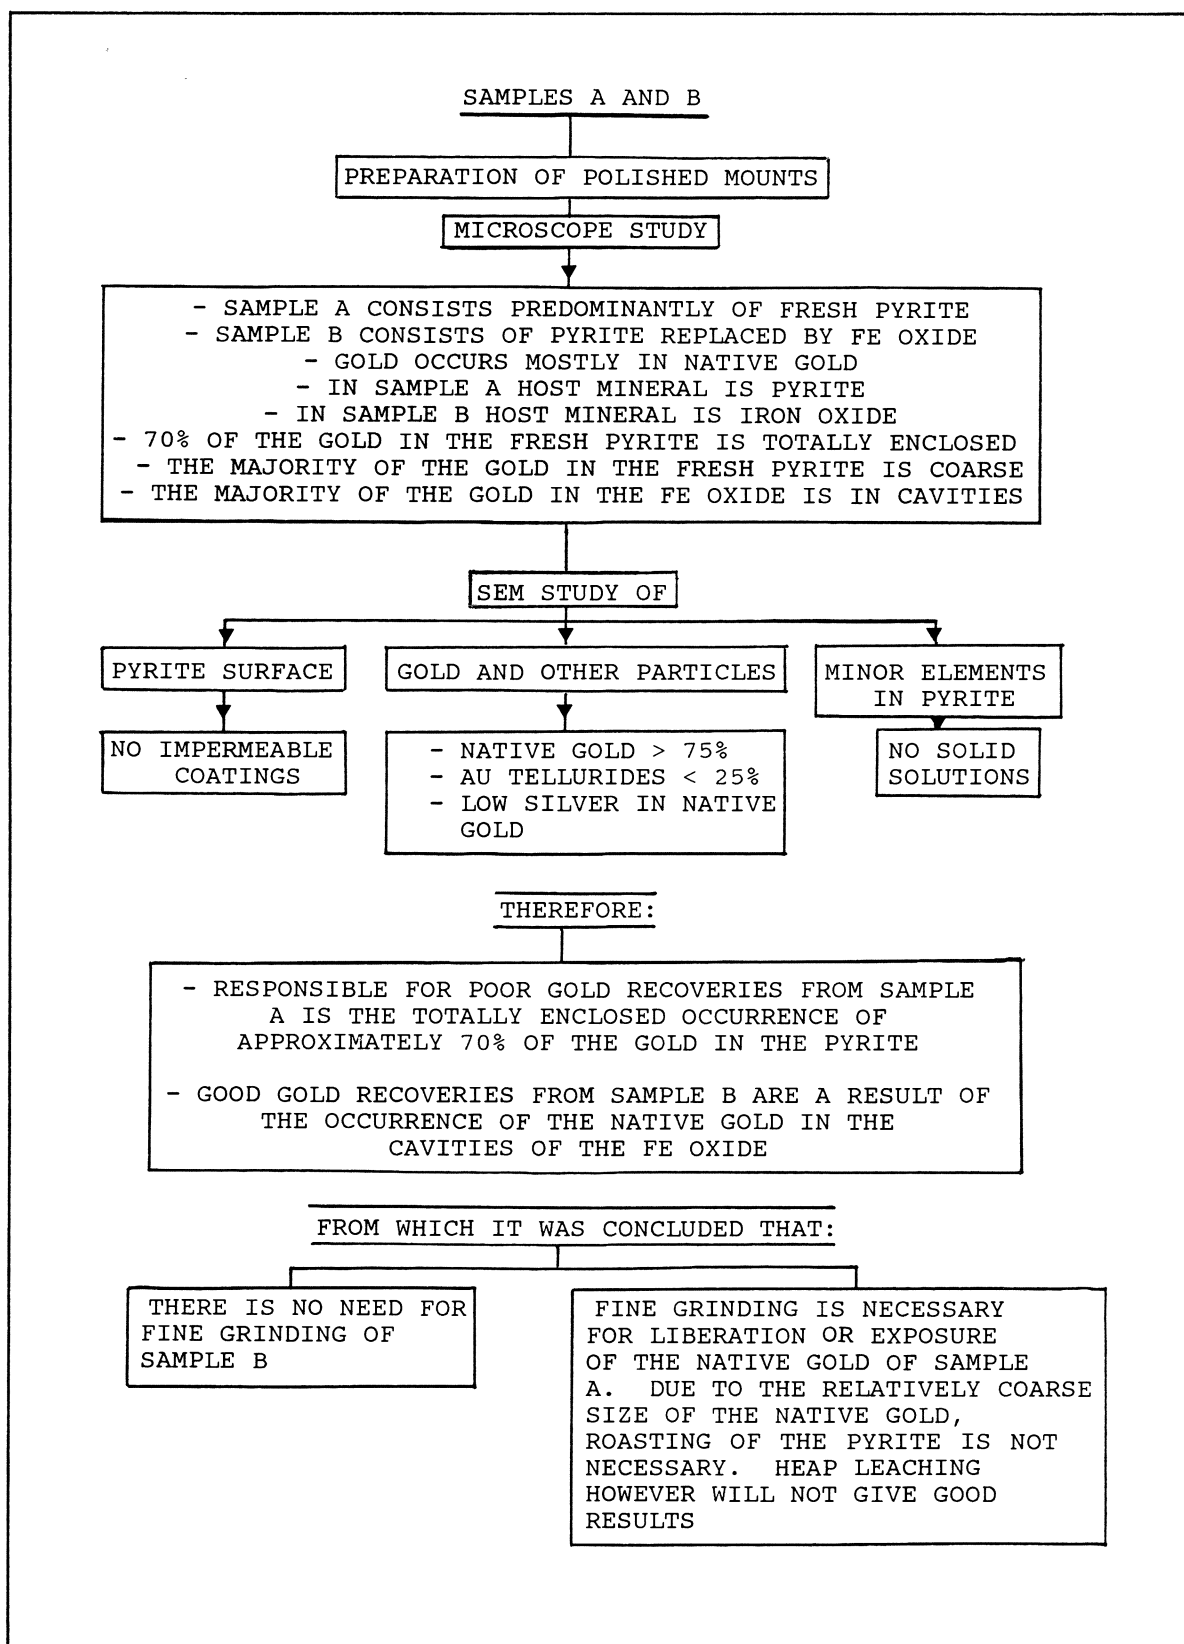 SAMPLES A AND B
PREPARATION OF POLISHED MOUNTS
MICROSCOPE STUDY
- SAMPLE A CONSISTS PREDOMINANTLY OF FRESH PYRITE
- SAMPLE B CONSISTS OF PYRITE REPLACED BY FE OXIDE
- GOLD OCCURS MOSTLY IN NATIVE GOLD
- IN SAMPLE A HOST MINERAL IS PYRITE
- IN SAMPLE B HOST MINERAL IS IRON OXIDE
- 70% OF THE GOLD IN THE FRESH PYRITE IS TOTALLY ENCLOSED
- THE MAJORITY OF THE GOLD IN THE FRESH PYRITE IS COARSE
- THE MAJORITY OF THE GOLD IN THE FE OXIDE IS IN CAVITIES
SEM STUDY OF
PYRITE SURFACE
NO IMPERMEABLE
COATINGS
GOLD AND OTHER PARTICLES
- NATIVE GOLD > 75%
- AU TELLURIDES < 25%
- LOW SILVER IN NATIVE
GOLD
MINOR ELEMENTS
IN PYRITE
NO SOLID
SOLUTIONS
THEREFORE:
- RESPONSIBLE FOR POOR GOLD RECOVERIES FROM SAMPLE
A IS THE TOTALLY ENCLOSED OCCURRENCE OF
APPROXIMATELY 70% OF THE GOLD IN THE PYRITE
- GOOD GOLD RECOVERIES FROM SAMPLE B ARE A RESULT OF
THE OCCURRENCE OF THE NATIVE GOLD IN THE
CAVITIES OF THE FE OXIDE
FROM WHICH IT WAS CONCLUDED THAT:
THERE IS NO NEED FOR
FINE GRINDING OF
SAMPLE B
FINE GRINDING IS NECESSARY
FOR LIBERATION OR EXPOSURE
OF THE NATIVE GOLD OF SAMPLE
A. DUE TO THE RELATIVELY COARSE
SIZE OF THE NATIVE GOLD,
ROASTING OF THE PYRITE IS NOT
NECESSARY. HEAP LEACHING
HOWEVER WILL NOT GIVE GOOD
RESULTS